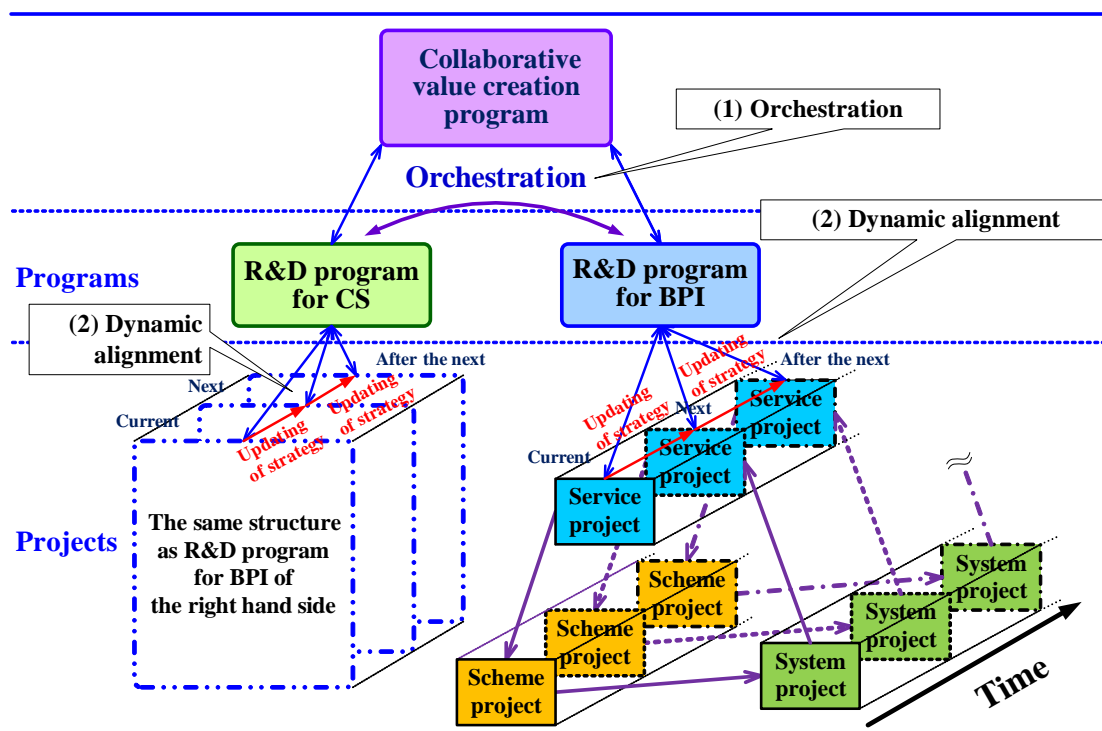 Collaborative
value creation
program
(1) Orchestration
Orchestration
(2) Dynamic alignment
Programs
R&D program
for CS
R&D program
for BPI
(2) Dynamic
alignment
After the next
Next
Current
Updating
of strategy
Updating
of strategy
After the next
Next
Current
Updating
of strategy
Updating
of strategy
Service
project
Service
project
Service
project
Projects
The same structure
as R&D program
for BPI of
the right hand side
Scheme
project
Scheme
project
Scheme
project
System
project
System
project
System
project
Time